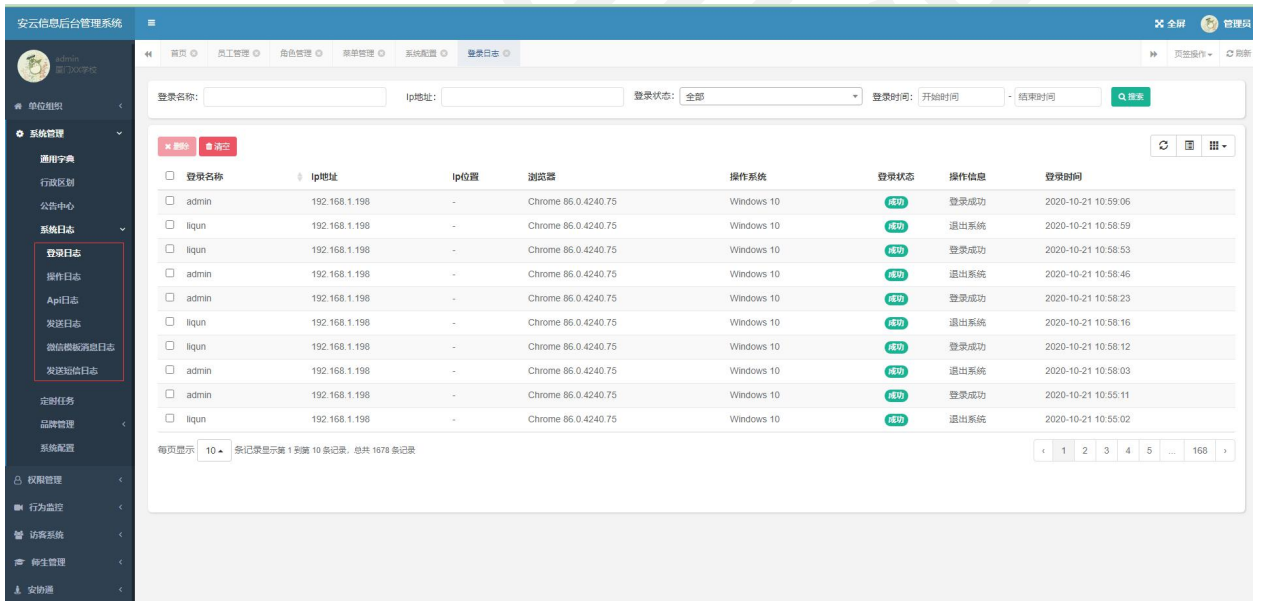 安云信息后台管理系统
全屏 管理员
admin
厦门XX学校
首页 员工管理 角色管理 菜单管理 系统配置 登录日志 页签操作 刷新
单位组织
系统管理
通用字典
行政区划
公告中心
系统日志
登录日志
操作日志
Api日志
发送日志
微信模板消息日志
发送短信日志
定时任务
品牌管理
系统配置
权限管理
行为监控
访客系统
师生管理
安协通
登录名称: Ip地址: 登录状态: 全部 登录时间: 开始时间 - 结束时间 搜索
删除 清空
登录名称 Ip地址 Ip位置 浏览器 操作系统 登录状态 操作信息 登录时间
admin 192.168.1.198 - Chrome 86.0.4240.75 Windows 10 成功 登录成功 2020-10-21 10:59:06
liqun 192.168.1.198 - Chrome 86.0.4240.75 Windows 10 成功 退出系统 2020-10-21 10:58:59
liqun 192.168.1.198 - Chrome 86.0.4240.75 Windows 10 成功 登录成功 2020-10-21 10:58:53
admin 192.168.1.198 - Chrome 86.0.4240.75 Windows 10 成功 退出系统 2020-10-21 10:58:46
admin 192.168.1.198 - Chrome 86.0.4240.75 Windows 10 成功 登录成功 2020-10-21 10:58:23
liqun 192.168.1.198 - Chrome 86.0.4240.75 Windows 10 成功 退出系统 2020-10-21 10:58:16
liqun 192.168.1.198 - Chrome 86.0.4240.75 Windows 10 成功 登录成功 2020-10-21 10:58:12
admin 192.168.1.198 - Chrome 86.0.4240.75 Windows 10 成功 退出系统 2020-10-21 10:58:03
admin 192.168.1.198 - Chrome 86.0.4240.75 Windows 10 成功 登录成功 2020-10-21 10:55:11
liqun 192.168.1.198 - Chrome 86.0.4240.75 Windows 10 成功 退出系统 2020-10-21 10:55:02
每页显示 10 条记录显示第 1 到第 10 条记录，总共 1678 条记录
‹ 1 2 3 4 5 ... 168 ›